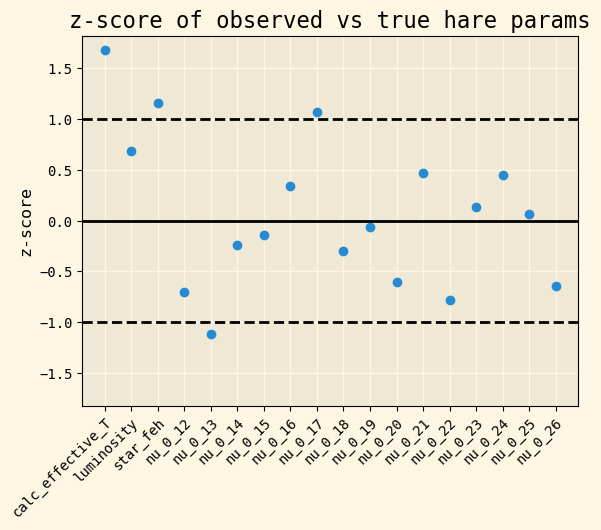 z-score of observed vs true hare params
z-score
1.5
1.0
0.5
0.0
−0.5
−1.0
−1.5
calc_effective_T
luminosity
star_feh
nu_0_12
nu_0_13
nu_0_14
nu_0_15
nu_0_16
nu_0_17
nu_0_18
nu_0_19
nu_0_20
nu_0_21
nu_0_22
nu_0_23
nu_0_24
nu_0_25
nu_0_26